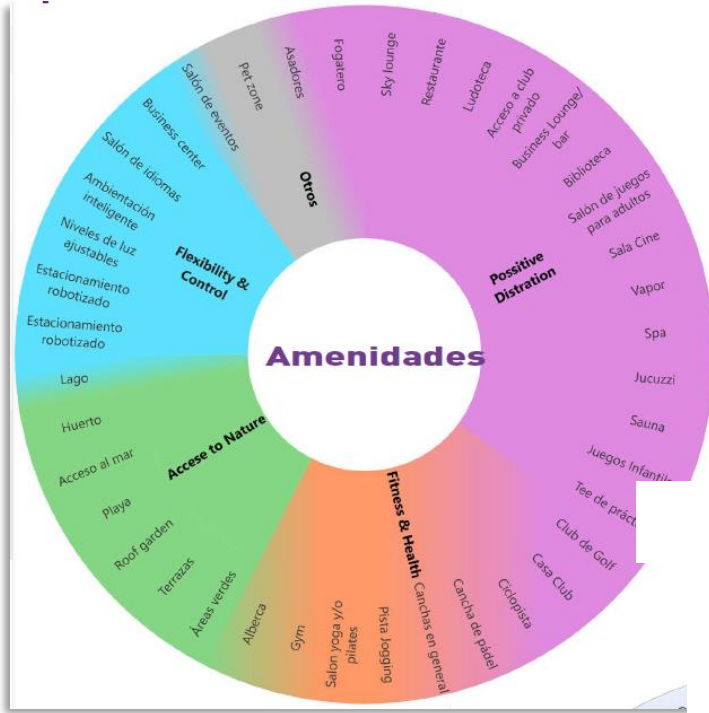 Amenidades
Possitive
Distration
Fitness & Health
Accese to Nature
Flexibility &
Control
Otros
Asadores
Fogatero
Sky lounge
Restaurante
Ludoteca
Acceso a club
privado
Business Lounge/
bar
Biblioteca
Salón de juegos
para adultos
Sala Cine
Vapor
Spa
Jucuzzi
Sauna
Juegos
Tee de
Club de Golf
Casa Club
Ciclopista
Cancha de pádel
Canchas en general
Pista Jogging
Salon yoga y/o
pilates
Gym
Alberca
Áreas verdes
Terrazas
Roof garden
Playa
Acceso al mar
Huerto
Lago
Estacionamiento
robotizado
Estacionamiento
robotizado
Niveles de luz
ajustables
Ambientación
inteligente
Salón de idiomas
Business center
Salón de eventos
Pet zone